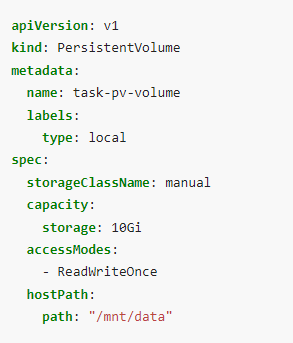 apiVersion: v1
kind: PersistentVolume
metadata:
  name: task-pv-volume
  labels:
    type: local
spec:
  storageClassName: manual
  capacity:
    storage: 10Gi
  accessModes:
    - ReadWriteOnce
  hostPath:
    path: "/mnt/data"